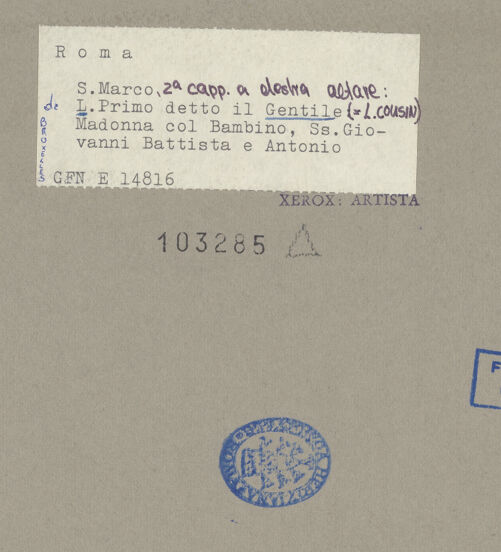 Roma
S.Marco, 2ª capp. a destra altare:
L.Primo detto il Gentile (= L. COUSIN)
de BRUXELLES
Madonna col Bambino, Ss.Gio-
vanni Battista e Antonio
GFN E 14816
XEROX: ARTISTA
103285
F